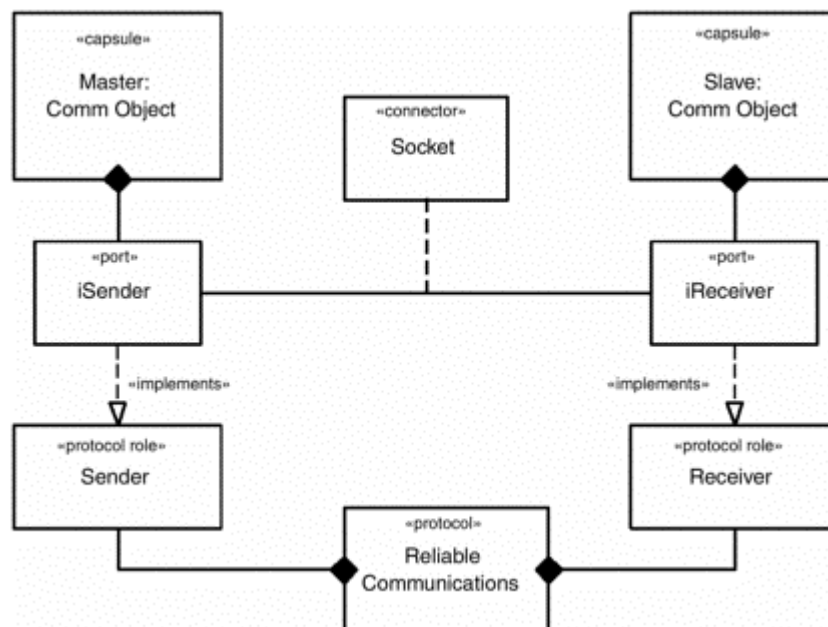 «capsule»
Master:
Comm Object
«capsule»
Slave:
Comm Object
«connector»
Socket
«port»
iSender
«port»
iReceiver
«implements»
«implements»
«protocol role»
Sender
«protocol role»
Receiver
«protocol»
Reliable
Communications